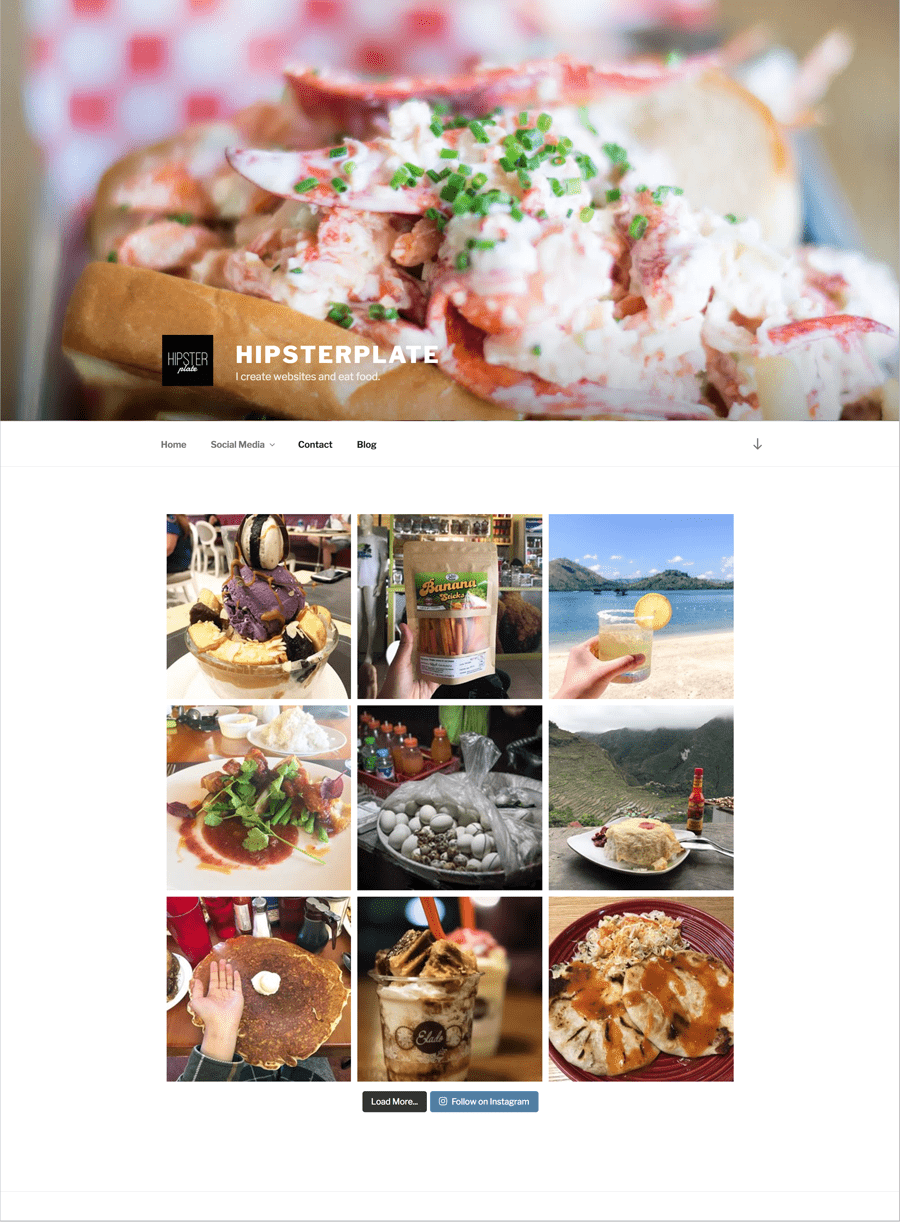 HIPSTER
plate
HIPSTERPLATE
I create websites and eat food.
Home
Social Media
Contact
Blog
Banana
Sticks
Elado
Load More...
Follow on Instagram